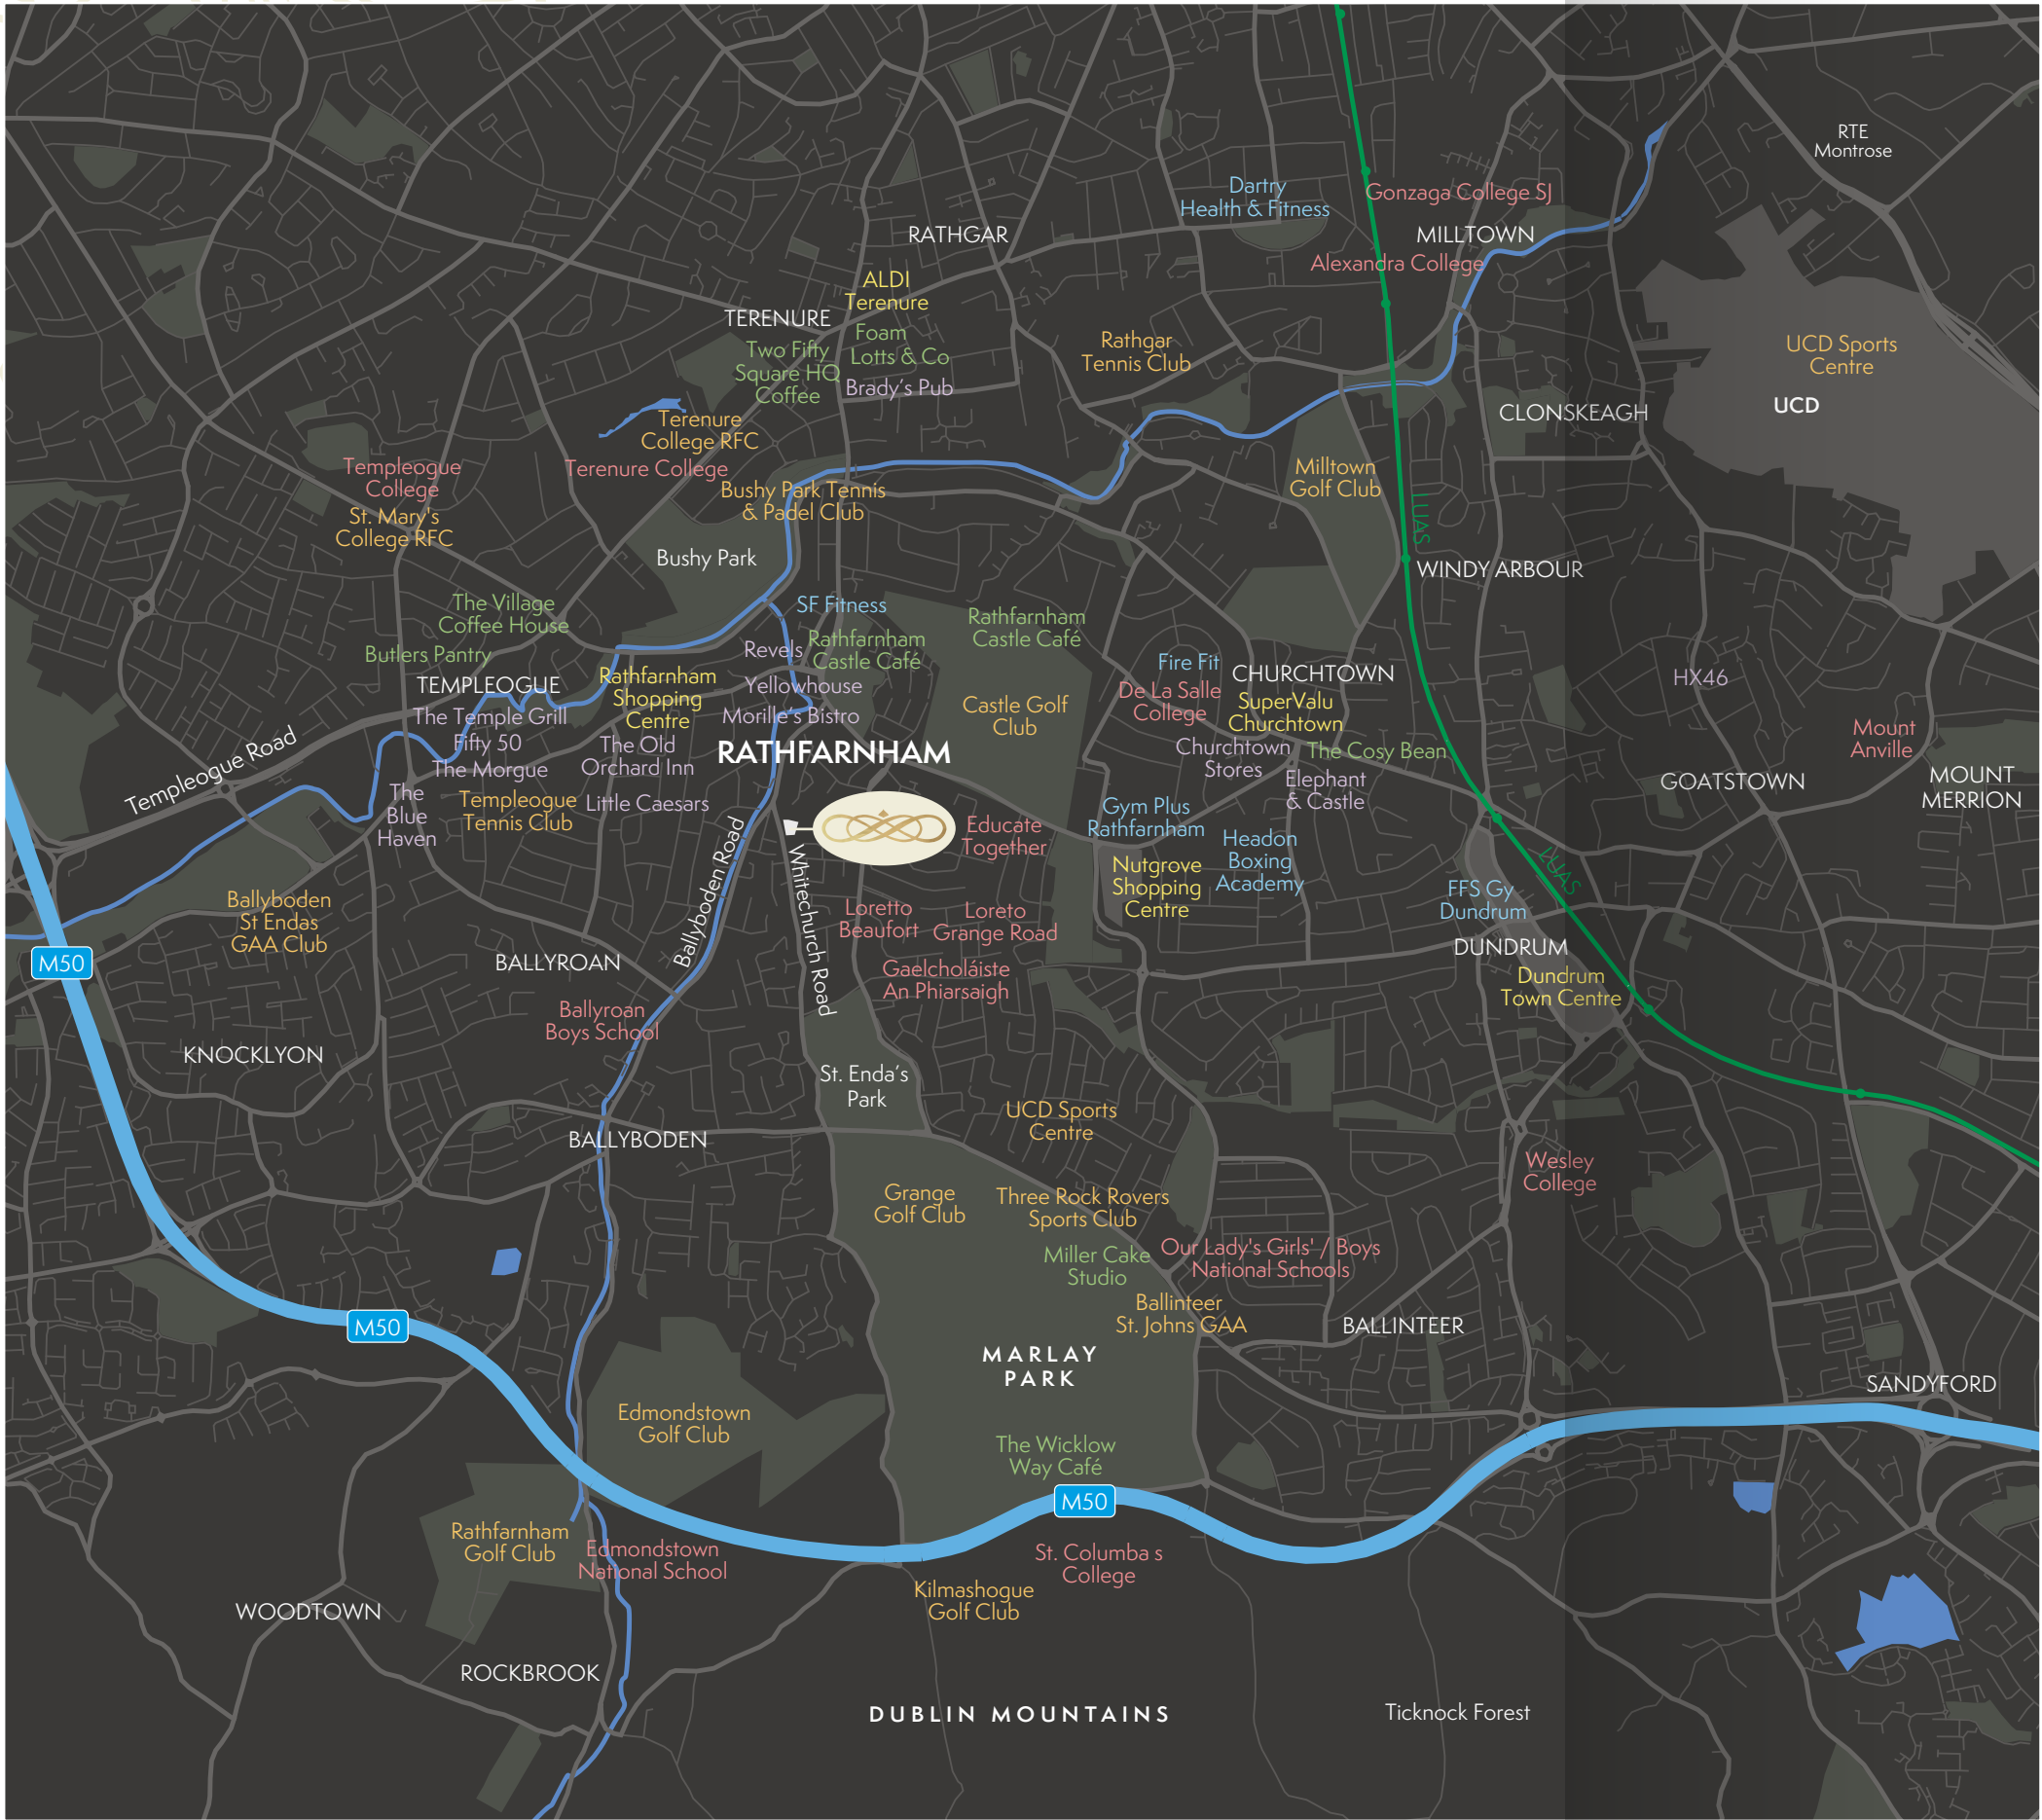 RTE
Montrose
Dartry
Health & Fitness
Gonzaga College SJ
RATHGAR
MILLTOWN
Alexandra College
ALDI
Terenure
TERENURE
Foam
Lotts & Co
Two Fifty
Square HQ
Coffee
Brady's Pub
Rathgar
Tennis Club
UCD Sports
Centre
UCD
CLONSKEAGH
Terenure
College RFC
Terenure College
Templeogue
College
St. Mary's
College RFC
Bushy Park Tennis
& Padel Club
Milltown
Golf Club
LUAS
Bushy Park
WINDY ARBOUR
The Village
Coffee House
Butlers Pantry
SF Fitness
Rathfarnham
Castle Café
Rathfarnham
Castle Café
Revels
Yellowhouse
Morille's Bistro
TEMPLEOGUE
Rathfarnham
Shopping
Centre
Fire Fit
CHURCHTOWN
De La Salle
College
SuperValu
Churchtown
HX46
Castle Golf
Club
The Temple Grill
Fifty 50
The Morgue
The Old
Orchard Inn
RATHFARNHAM
Churchtown
Stores
The Cosy Bean
Elephant
& Castle
Mount
Anville
GOATSTOWN
MOUNT
MERRION
Templeogue Road
The
Blue
Haven
Templeogue
Tennis Club
Little Caesars
Educate
Together
Gym Plus
Rathfarnham
Headon
Boxing
Academy
Nutgrove
Shopping
Centre
LUAS
FFS Gy
Dundrum
Ballyboden Road
Whitechurch Road
Ballyboden
St Endas
GAA Club
Loretto
Beaufort
Loreto
Grange Road
M50
BALLYROAN
DUNDRUM
Dundrum
Town Centre
Gaelcholáiste
An Phiarsaigh
Ballyroan
Boys School
KNOCKLYON
St. Enda's
Park
UCD Sports
Centre
BALLYBODEN
Wesley
College
Grange
Golf Club
Three Rock Rovers
Sports Club
Miller Cake
Studio
Our Lady's Girls' / Boys
National Schools
Ballinteer
St. Johns GAA
BALLINTEER
M50
MARLAY
PARK
SANDYFORD
Edmondstown
Golf Club
The Wicklow
Way Café
M50
Rathfarnham
Golf Club
Edmondstown
National School
St. Columba s
College
Kilmashogue
Golf Club
WOODTOWN
ROCKBROOK
DUBLIN MOUNTAINS
Ticknock Forest